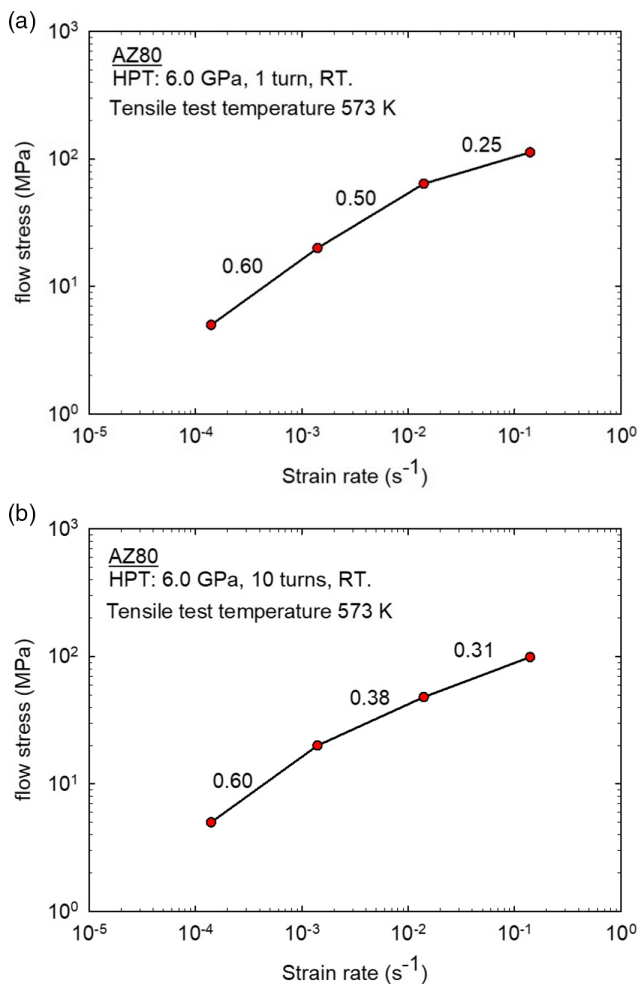 (a)
10³
AZ80
HPT: 6.0 GPa, 1 turn, RT.
Tensile test temperature 573 K
0.25
10²
0.50
flow stress (MPa)
0.60
10¹
10⁰
10⁻⁵ 10⁻⁴ 10⁻³ 10⁻² 10⁻¹ 10⁰
Strain rate (s⁻¹)
(b)
10³
AZ80
HPT: 6.0 GPa, 10 turns, RT.
Tensile test temperature 573 K
0.31
10²
0.38
flow stress (MPa)
0.60
10¹
10⁰
10⁻⁵ 10⁻⁴ 10⁻³ 10⁻² 10⁻¹ 10⁰
Strain rate (s⁻¹)